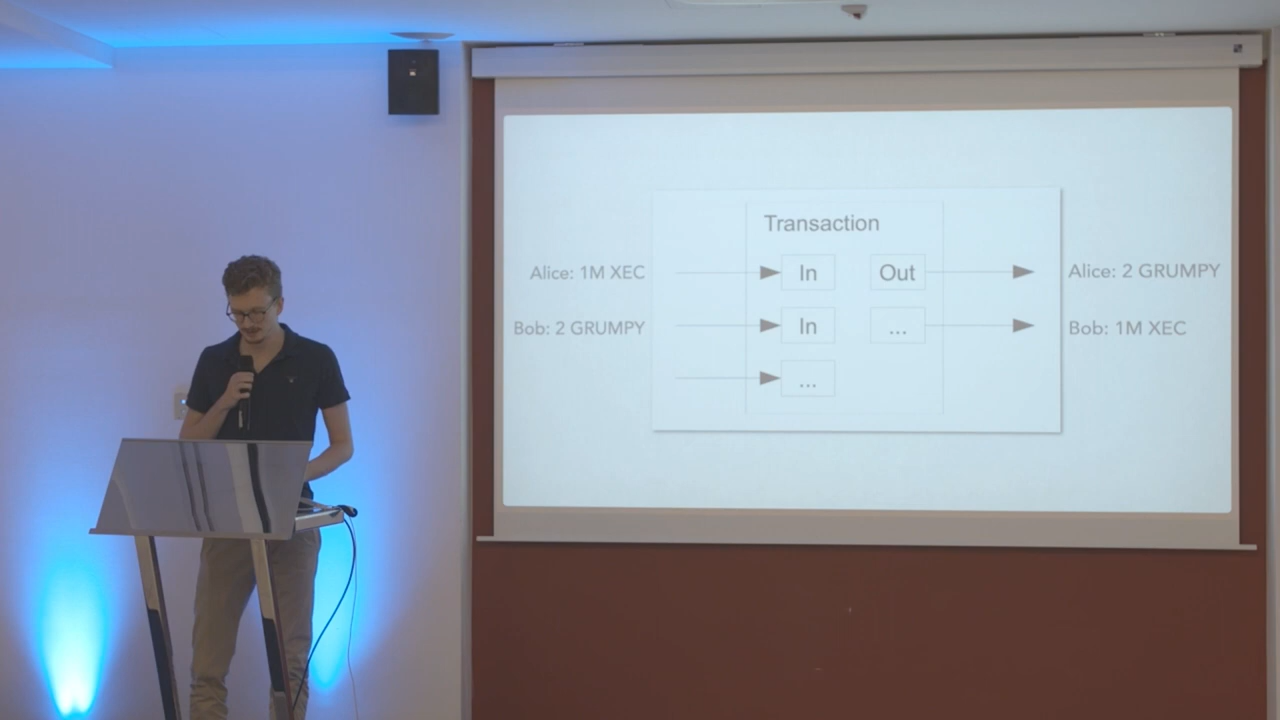 Transaction
Alice: 1M XEC
In
Out
Alice: 2 GRUMPY
Bob: 2 GRUMPY
In
...
Bob: 1M XEC
...